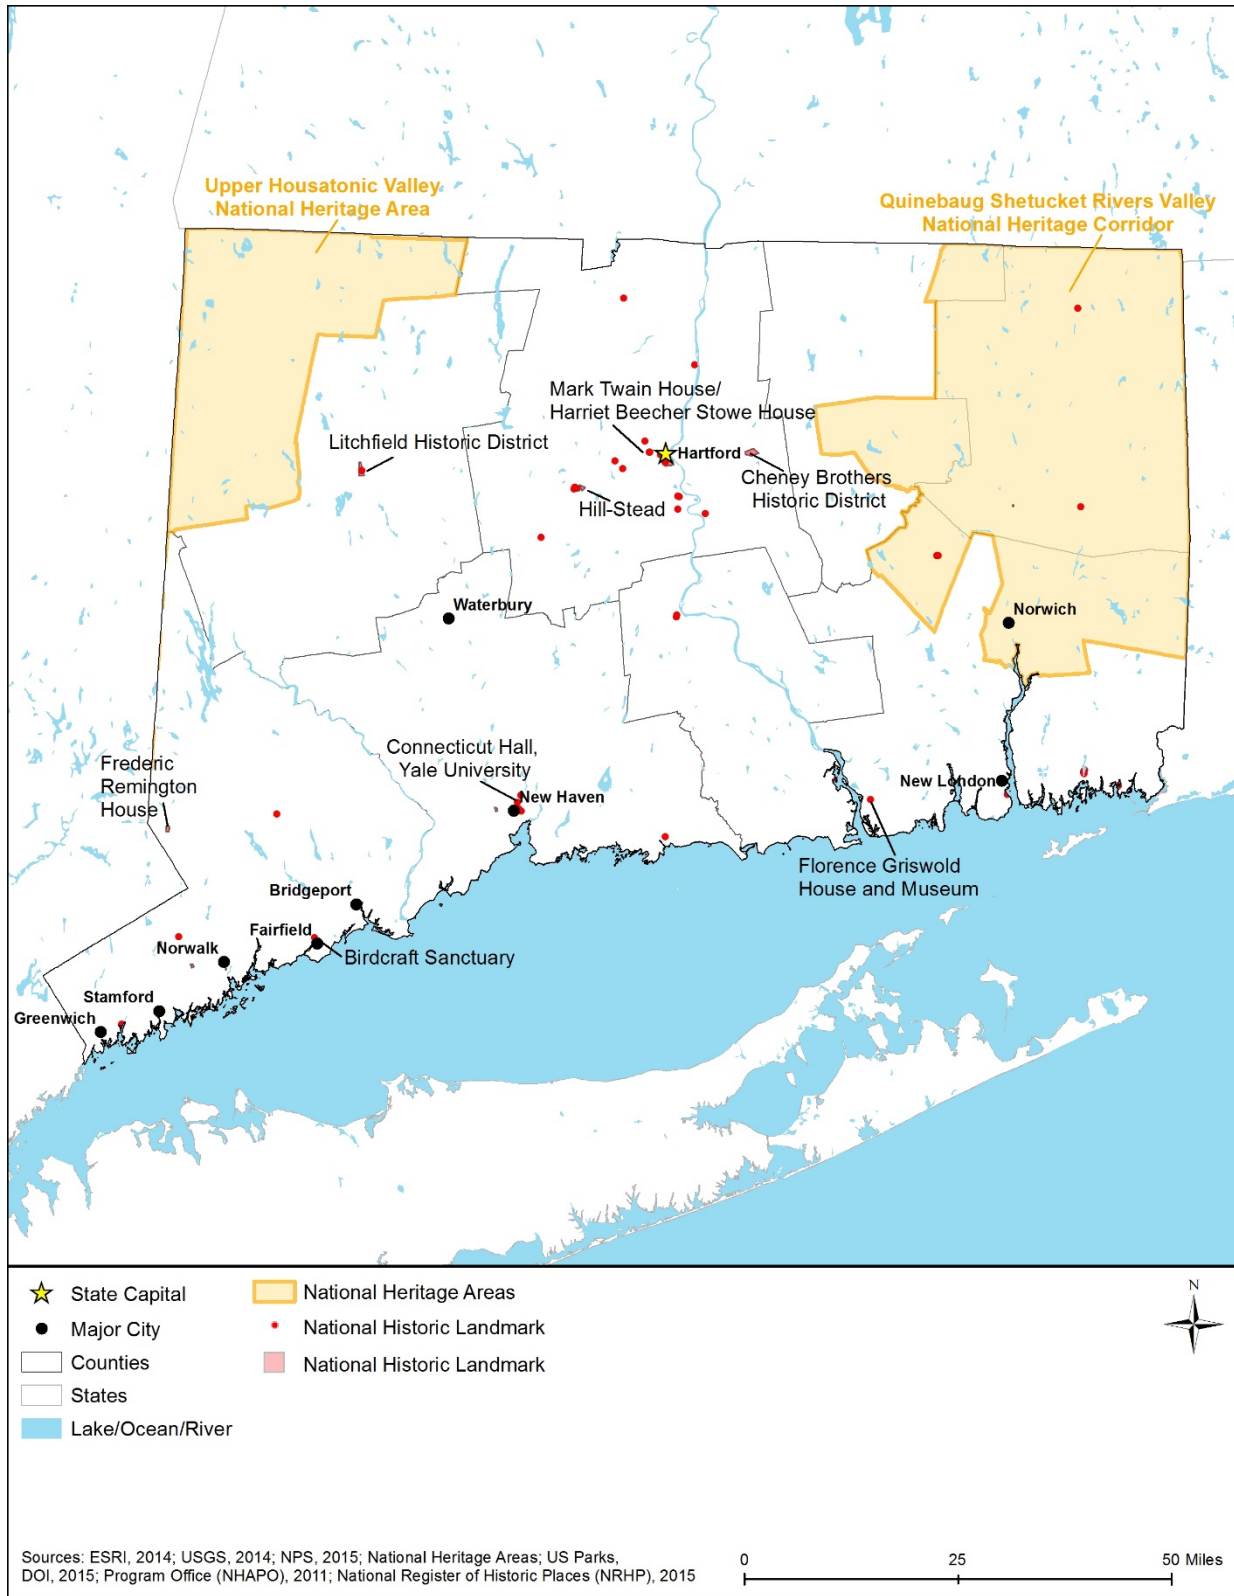 Upper Housatonic Valley
National Heritage Area
Quinebaug Shetucket Rivers Valley
National Heritage Corridor
Mark Twain House/
Harriet Beecher Stowe House
Litchfield Historic District
Hartford
Cheney Brothers
Historic District
Hill-Stead
Waterbury
Norwich
Connecticut Hall,
Yale University
Frederic
Remington
House
New Haven
New London
Florence Griswold
House and Museum
Bridgeport
Fairfield
Birdcraft Sanctuary
Norwalk
Stamford
Greenwich
State Capital
Major City
Counties
States
Lake/Ocean/River
National Heritage Areas
National Historic Landmark
National Historic Landmark
N
Sources: ESRI, 2014; USGS, 2014; NPS, 2015; National Heritage Areas; US Parks,
DOI, 2015; Program Office (NHAPO), 2011; National Register of Historic Places (NRHP), 2015
0 25 50 Miles